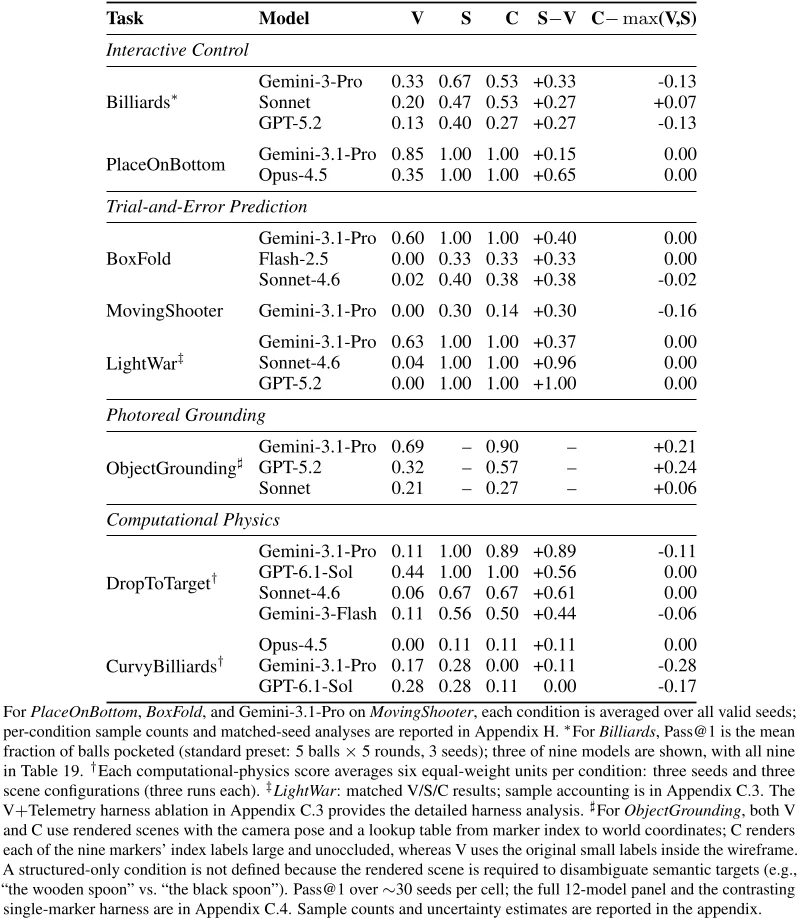 Task Model V S C S−V C− max(V,S)
Interactive Control
Gemini-3-Pro 0.33 0.67 0.53 +0.33 -0.13
Billiards* Sonnet 0.20 0.47 0.53 +0.27 +0.07
GPT-5.2 0.13 0.40 0.27 +0.27 -0.13
PlaceOnBottom Gemini-3.1-Pro 0.85 1.00 1.00 +0.15 0.00
Opus-4.5 0.35 1.00 1.00 +0.65 0.00
Trial-and-Error Prediction
Gemini-3.1-Pro 0.60 1.00 1.00 +0.40 0.00
BoxFold Flash-2.5 0.00 0.33 0.33 +0.33 0.00
Sonnet-4.6 0.02 0.40 0.38 +0.38 -0.02
MovingShooter Gemini-3.1-Pro 0.00 0.30 0.14 +0.30 -0.16
Gemini-3.1-Pro 0.63 1.00 1.00 +0.37 0.00
LightWar‡ Sonnet-4.6 0.04 1.00 1.00 +0.96 0.00
GPT-5.2 0.00 1.00 1.00 +1.00 0.00
Photoreal Grounding
Gemini-3.1-Pro 0.69 – 0.90 – +0.21
ObjectGrounding♯ GPT-5.2 0.32 – 0.57 – +0.24
Sonnet 0.21 – 0.27 – +0.06
Computational Physics
Gemini-3.1-Pro 0.11 1.00 0.89 +0.89 -0.11
DropToTarget† GPT-6.1-Sol 0.44 1.00 1.00 +0.56 0.00
Sonnet-4.6 0.06 0.67 0.67 +0.61 0.00
Gemini-3-Flash 0.11 0.56 0.50 +0.44 -0.06
Opus-4.5 0.00 0.11 0.11 +0.11 0.00
CurvyBilliards† Gemini-3.1-Pro 0.17 0.28 0.00 +0.11 -0.28
GPT-6.1-Sol 0.28 0.28 0.11 0.00 -0.17
For PlaceOnBottom, BoxFold, and Gemini-3.1-Pro on MovingShooter, each condition is averaged over all valid seeds;
per-condition sample counts and matched-seed analyses are reported in Appendix H. *For Billiards, Pass@1 is the mean
fraction of balls pocketed (standard preset: 5 balls × 5 rounds, 3 seeds); three of nine models are shown, with all nine
in Table 19. †Each computational-physics score averages six equal-weight units per condition: three seeds and three
scene configurations (three runs each). ‡LightWar: matched V/S/C results; sample accounting is in Appendix C.3. The
V+Telemetry harness ablation in Appendix C.3 provides the detailed harness analysis. ♯For ObjectGrounding, both V
and C use rendered scenes with the camera pose and a lookup table from marker index to world coordinates; C renders
each of the nine markers' index labels large and unoccluded, whereas V uses the original small labels inside the wireframe.
A structured-only condition is not defined because the rendered scene is required to disambiguate semantic targets (e.g.,
“the wooden spoon” vs. “the black spoon”). Pass@1 over ∼30 seeds per cell; the full 12-model panel and the contrasting
single-marker harness are in Appendix C.4. Sample counts and uncertainty estimates are reported in the appendix.